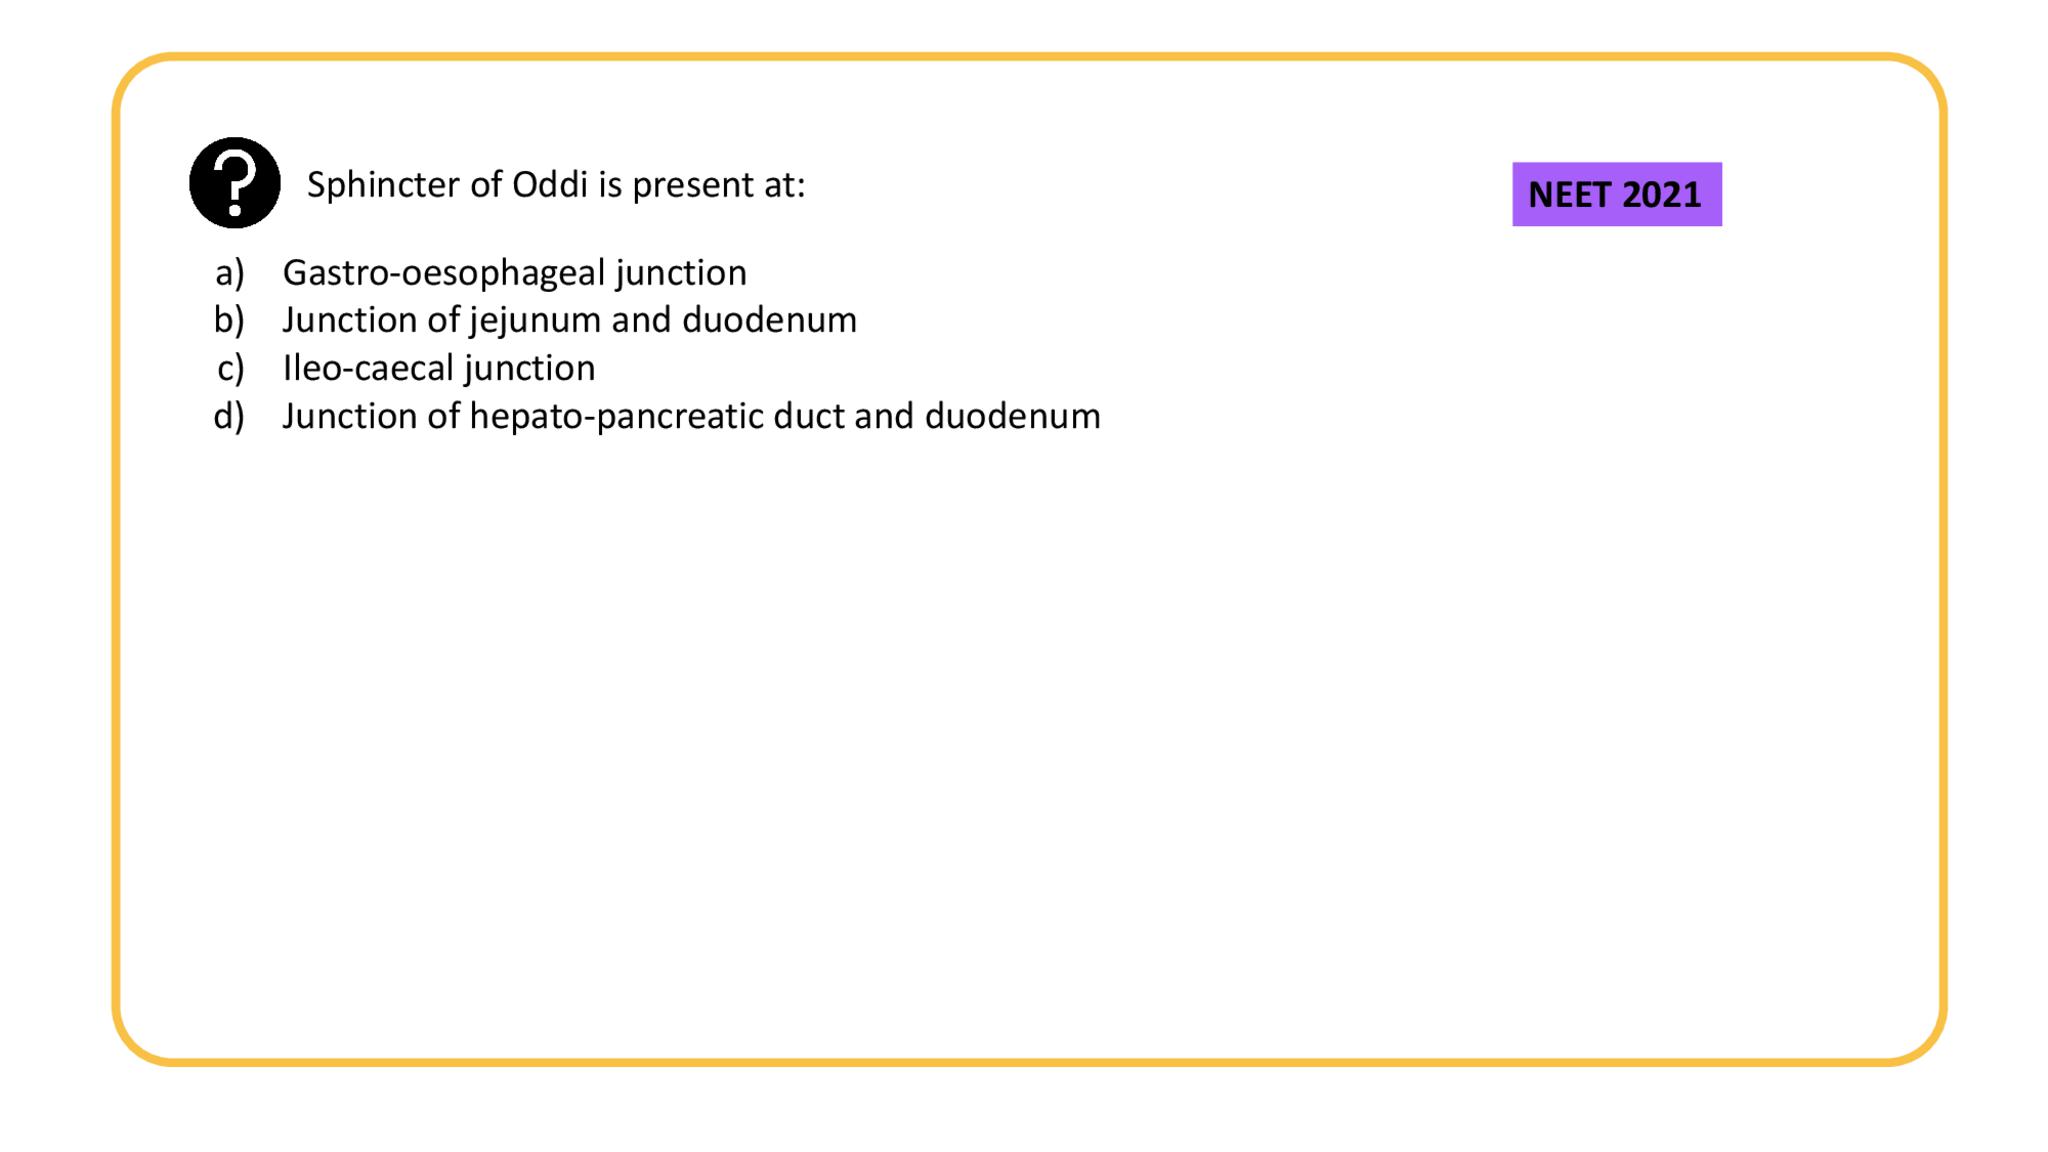 Sphincter of Oddi is present at:
NEET 2021
a) Gastro-oesophageal junction
b) Junction of jejunum and duodenum
c) Ileo-caecal junction
d) Junction of hepato-pancreatic duct and duodenum